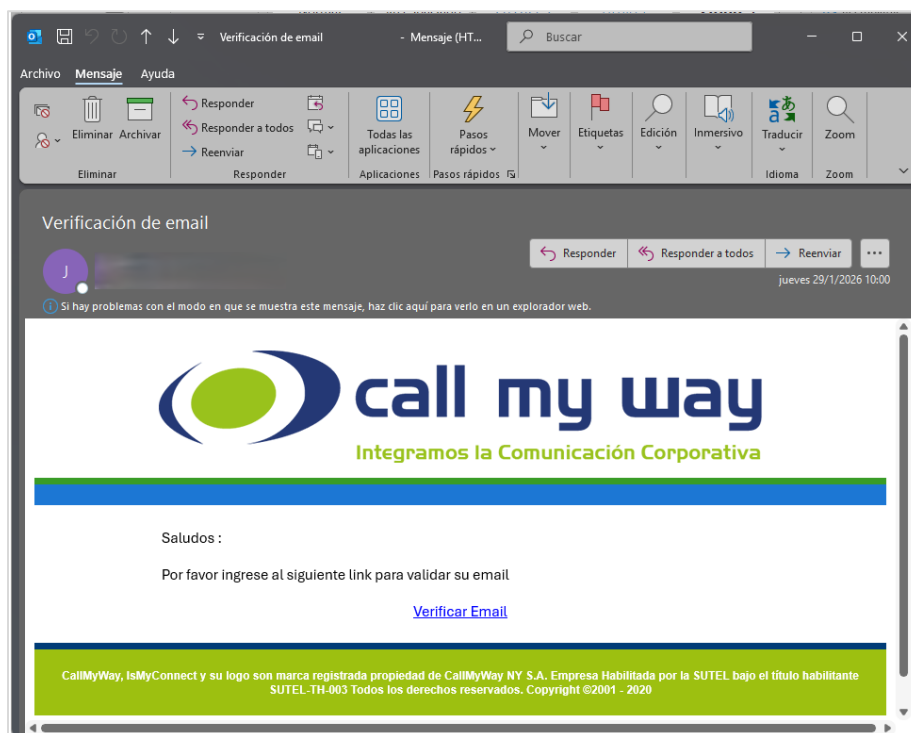 Verificación de email - Mensaje (HT... Buscar
Archivo Mensaje Ayuda
Eliminar Archivar
Responder
Responder a todos
Reenviar
Todas las aplicaciones
Pasos rápidos
Mover Etiquetas Edición Inmersivo Traducir Zoom
Eliminar Responder Aplicaciones Pasos rápidos Idioma Zoom
Verificación de email
Responder Responder a todos Reenviar
J
jueves 29/1/2026 10:00
Si hay problemas con el modo en que se muestra este mensaje, haz clic aquí para verlo en un explorador web.
call my way
Integramos la Comunicación Corporativa
Saludos :
Por favor ingrese al siguiente link para validar su email
Verificar Email
CallMyWay, IsMyConnect y su logo son marca registrada propiedad de CallMyWay NY S.A. Empresa Habilitada por la SUTEL bajo el título habilitante
SUTEL-TH-003 Todos los derechos reservados. Copyright ©2001 - 2020